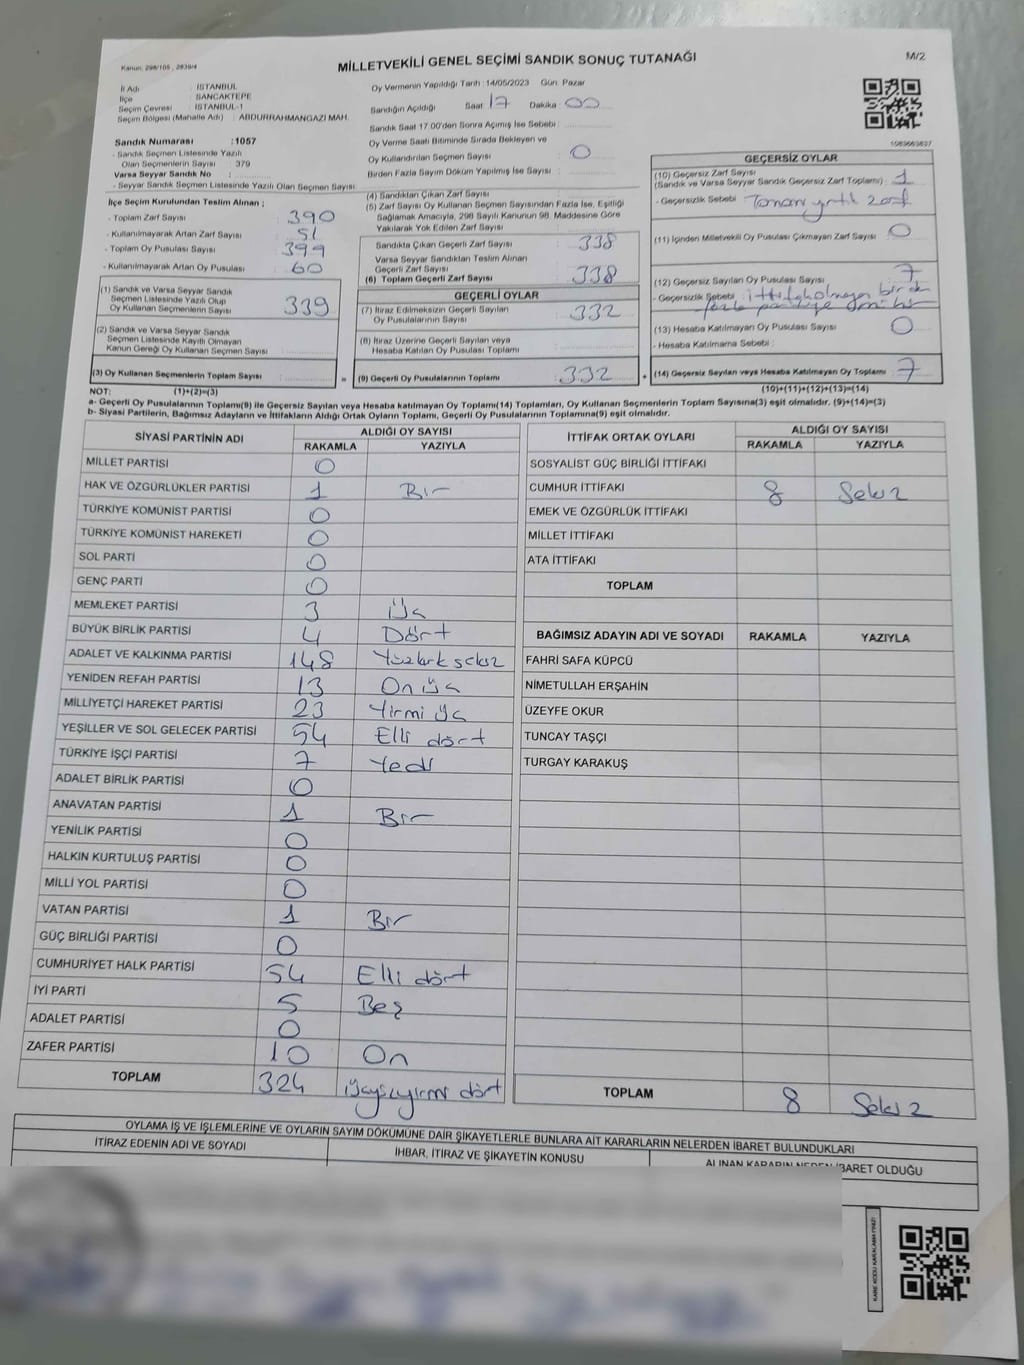 Kanun: 298/105 , 2839/4
MİLLETVEKİLİ GENEL SEÇİMİ SANDIK SONUÇ TUTANAĞI
M/2
İl Adı : İSTANBUL
İlçe : SANCAKTEPE
Seçim Çevresi : İSTANBUL-1
Seçim Bölgesi (Mahalle Adı) : ABDURRAHMANGAZİ MAH.
Sandık Numarası :1057
- Sandık Seçmen Listesinde Yazılı
Olan Seçmenlerin Sayısı : 379
Varsa Seyyar Sandık No :
- Seyyar Sandık Seçmen Listesinde Yazılı Olan Seçmen Sayısı:
Oy Vermenin Yapıldığı Tarih :14/05/2023 Gün: Pazar
Sandığın Açıldığı Saat 17 Dakika 00
Sandık Saat 17:00'den Sonra Açımış İse Sebebi :
Oy Verme Saati Bitiminde Sırada Bekleyen ve
Oy Kullandırılan Seçmen Sayısı : 0
Birden Fazla Sayım Döküm Yapılmış İse Sayısı :
1083663837
İlçe Seçim Kurulundan Teslim Alınan ;
- Toplam Zarf Sayısı : 390
- Kullanılmayarak Artan Zarf Sayısı : 51
- Toplam Oy Pusulası Sayısı : 399
- Kullanılmayarak Artan Oy Pusulası : 60
(1) Sandık ve Varsa Seyyar Sandık
Seçmen Listesinde Yazılı Olup
Oy Kullanan Seçmenlerin Sayısı : 339
(2) Sandık ve Varsa Seyyar Sandık
Seçmen Listesinde Kayıtlı Olmayan
Kanun Gereği Oy Kullanan Seçmen Sayısı :
(3) Oy Kullanan Seçmenlerin Toplam Sayısı :
(4) Sandıktan Çıkan Zarf Sayısı :
(5) Zarf Sayısı Oy Kullanan Seçmen Sayısından Fazla İse, Eşitliği
Sağlamak Amacıyla, 298 Sayılı Kanunun 98. Maddesine Göre
Yakılarak Yok Edilen Zarf Sayısı :
Sandıkta Çıkan Geçerli Zarf Sayısı : 338
Varsa Seyyar Sandıktan Teslim Alınan
Geçerli Zarf Sayısı :
(6) Toplam Geçerli Zarf Sayısı : 338
GEÇERLİ OYLAR
(7) İtiraz Edilmeksizin Geçerli Sayılan
Oy Pusulalarının Sayısı : 332
(8) İtiraz Üzerine Geçerli Sayılan veya
Hesaba Katılan Oy Pusulası Toplamı :
= (9) Geçerli Oy Pusulalarının Toplamı : 332 +
GEÇERSİZ OYLAR
(10) Geçersiz Zarf Sayısı
(Sandık ve Varsa Seyyar Sandık Geçersiz Zarf Toplamı) : 1
- Geçersizlik Sebebi : Tamamı yırtık zarf
(11) İçinden Milletvekili Oy Pusulası Çıkmayan Zarf Sayısı : 0
(12) Geçersiz Sayılan Oy Pusulası Sayısı : 7
- Geçersizlik Sebebi : ittifak olmayan birden
fazla partiye
(13) Hesaba Katılmayan Oy Pusulası Sayısı : 0
- Hesaba Katılmama Sebebi :
(14) Geçersiz Sayılan veya Hesaba Katılmayan Oy Toplamı : 7
NOT: (1)+(2)=(3) (10)+(11)+(12)+(13)=(14)
a- Geçerli Oy Pusulalarının Toplamı(9) ile Geçersiz Sayılan veya Hesaba katılmayan Oy Toplamı(14) Toplamları, Oy Kullanan Seçmenlerin Toplam Sayısına(3) eşit olmalıdır. (9)+(14)=(3)
b- Siyasi Partilerin, Bağımsız Adayların ve İttifakların Aldığı Ortak Oyların Toplamı, Geçerli Oy Pusulalarının Toplamına(9) eşit olmalıdır.
SİYASİ PARTİNİN ADI ALDIĞI OY SAYISI
RAKAMLA YAZIYLA
MİLLET PARTİSİ 0
HAK VE ÖZGÜRLÜKLER PARTİSİ 1 Bir
TÜRKİYE KOMÜNİST PARTİSİ 0
TÜRKİYE KOMÜNİST HAREKETİ 0
SOL PARTİ 0
GENÇ PARTİ 0
MEMLEKET PARTİSİ 3 Üç
BÜYÜK BİRLİK PARTİSİ 4 Dört
ADALET VE KALKINMA PARTİSİ 148 Yüzkırksekiz
YENİDEN REFAH PARTİSİ 13 On üç
MİLLİYETÇİ HAREKET PARTİSİ 23 Yirmi üç
YEŞİLLER VE SOL GELECEK PARTİSİ 54 Elli dört
TÜRKİYE İŞÇİ PARTİSİ 7 Yedi
ADALET BİRLİK PARTİSİ 0
ANAVATAN PARTİSİ 1 Bir
YENİLİK PARTİSİ 0
HALKIN KURTULUŞ PARTİSİ 0
MİLLİ YOL PARTİSİ 0
VATAN PARTİSİ 1 Bir
GÜÇ BİRLİĞİ PARTİSİ 0
CUMHURİYET HALK PARTİSİ 54 Elli dört
İYİ PARTİ 5 Beş
ADALET PARTİSİ 0
ZAFER PARTİSİ 10 On
TOPLAM 324 Üçyüzyirmi dört
İTTİFAK ORTAK OYLARI ALDIĞI OY SAYISI
RAKAMLA YAZIYLA
SOSYALİST GÜÇ BİRLİĞİ İTTİFAKI
CUMHUR İTTİFAKI 8 Sekiz
EMEK VE ÖZGÜRLÜK İTTİFAKI
MİLLET İTTİFAKI
ATA İTTİFAKI
TOPLAM
BAĞIMSIZ ADAYIN ADI VE SOYADI RAKAMLA YAZIYLA
FAHRİ SAFA KÜPCÜ
NİMETULLAH ERŞAHİN
ÜZEYFE OKUR
TUNCAY TAŞÇI
TURGAY KARAKUŞ
TOPLAM 8 Sekiz
OYLAMA İŞ VE İŞLEMLERİNE VE OYLARIN SAYIM DÖKÜMÜNE DAİR ŞİKAYETLERLE BUNLARA AİT KARARLARIN NELERDEN İBARET BULUNDUKLARI
İTİRAZ EDENİN ADI VE SOYADI İHBAR, İTİRAZ VE ŞİKAYETİN KONUSU ALINAN KARARIN NEDEN İBARET OLDUĞU